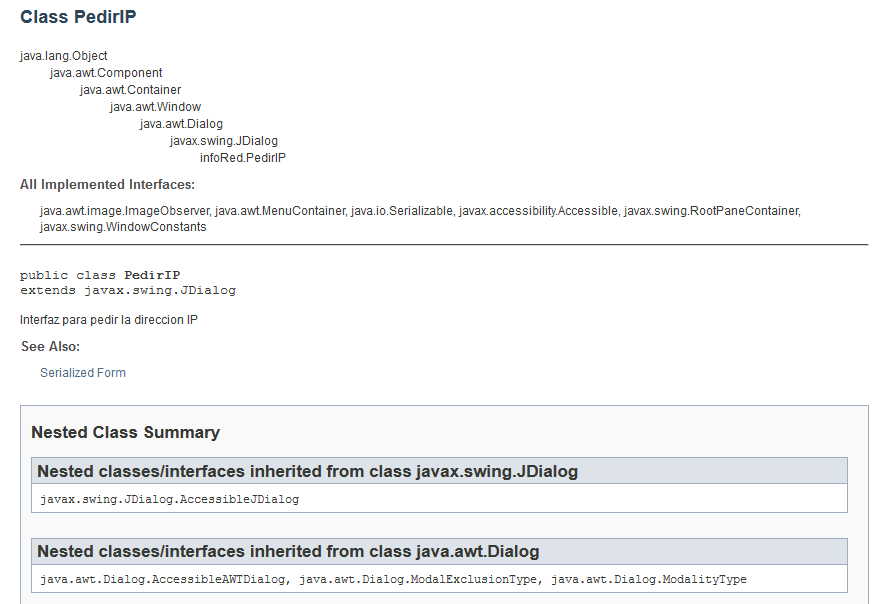 Class PedirIP
java.lang.Object
java.awt.Component
java.awt.Container
java.awt.Window
java.awt.Dialog
javax.swing.JDialog
infoRed.PedirIP
All Implemented Interfaces:
java.awt.image.ImageObserver, java.awt.MenuContainer, java.io.Serializable, javax.accessibility.Accessible, javax.swing.RootPaneContainer,
javax.swing.WindowConstants
public class PedirIP
extends javax.swing.JDialog
Interfaz para pedir la direccion IP
See Also:
Serialized Form
Nested Class Summary
Nested classes/interfaces inherited from class javax.swing.JDialog
javax.swing.JDialog.AccessibleJDialog
Nested classes/interfaces inherited from class java.awt.Dialog
java.awt.Dialog.AccessibleAWTDialog, java.awt.Dialog.ModalExclusionType, java.awt.Dialog.ModalityType